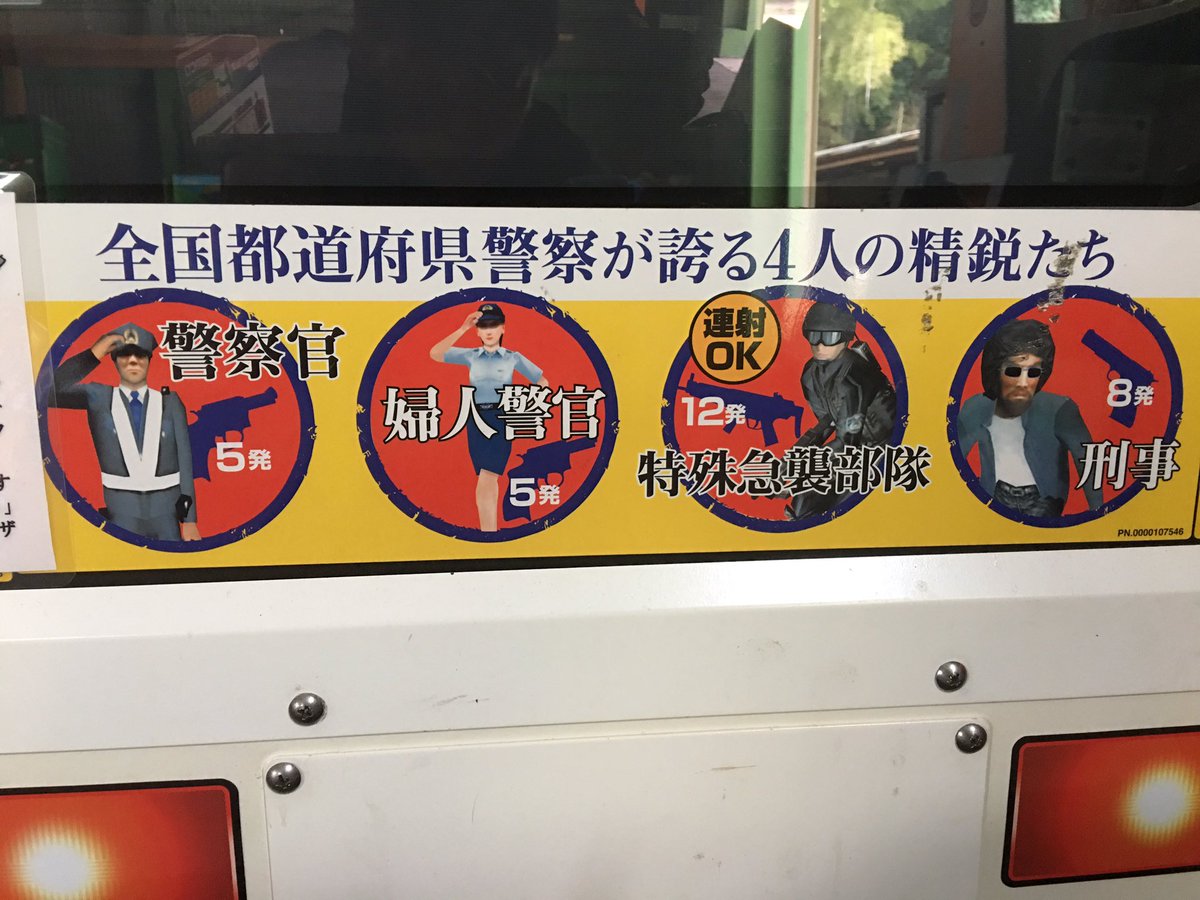 全国都道府県警察が誇る4人の精鋭たち
警察官
5発
婦人警官
5発
連射
OK
12発
特殊急襲部隊
8発
刑事
PN.0000107546